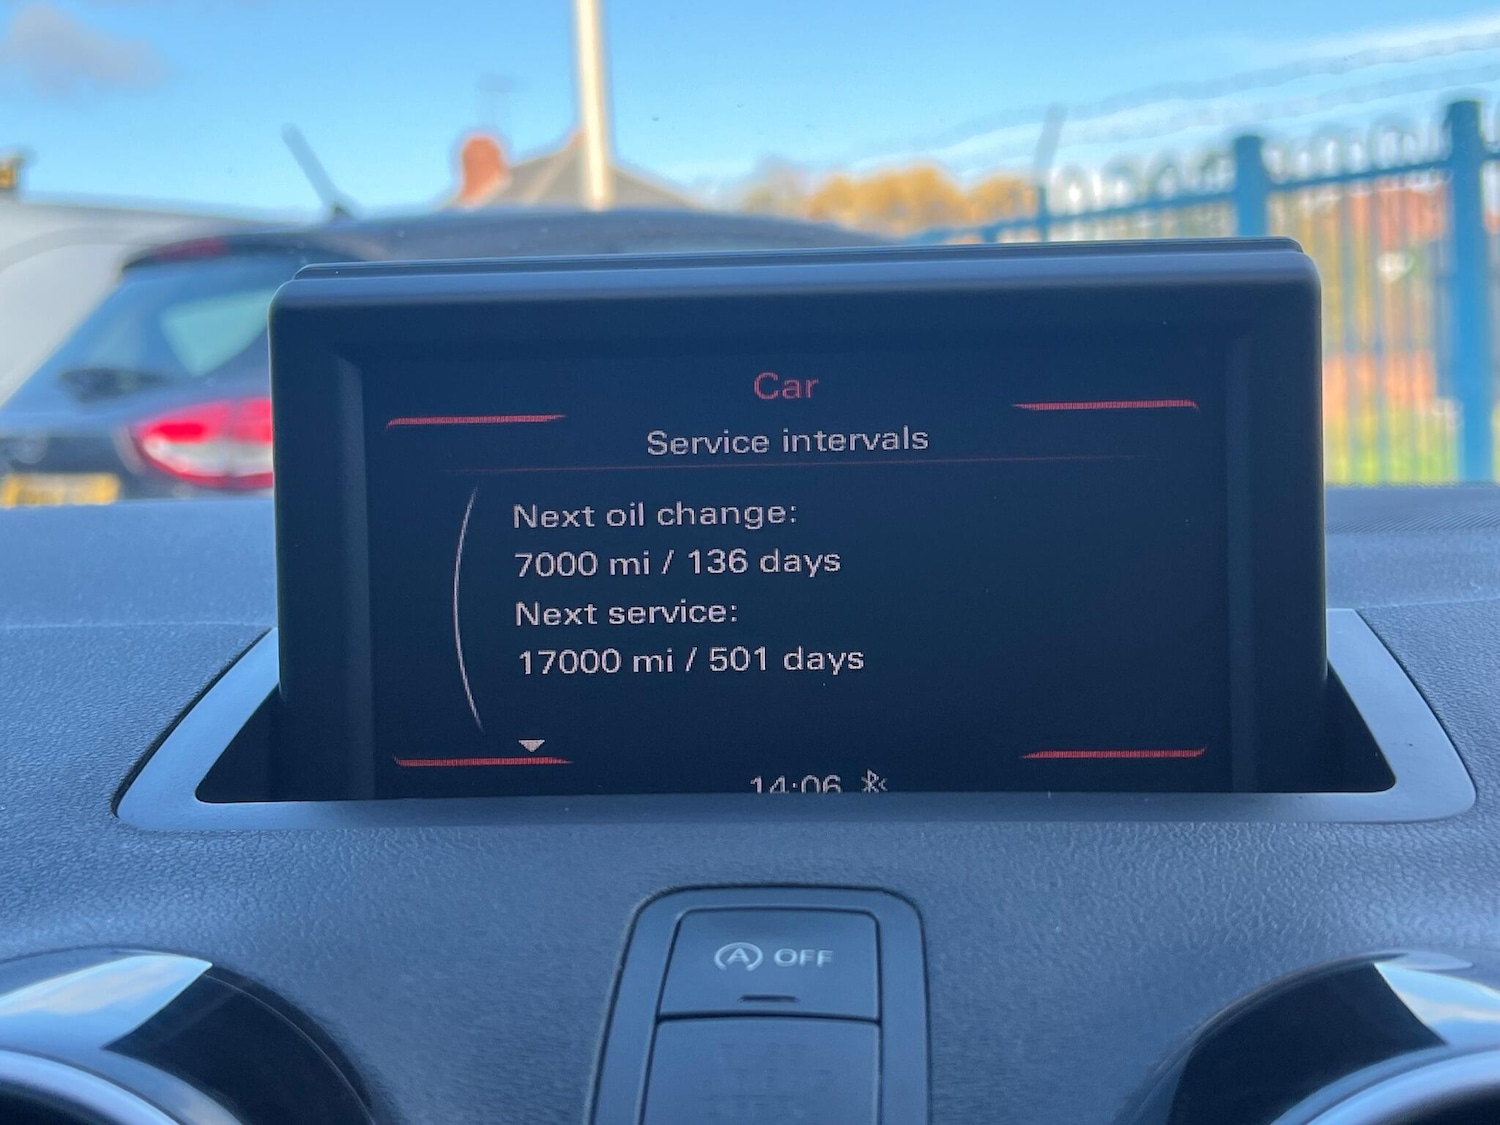 Car
Service intervals
Next oil change:
7000 mi / 136 days
Next service:
17000 mi / 501 days
14:06
A OFF